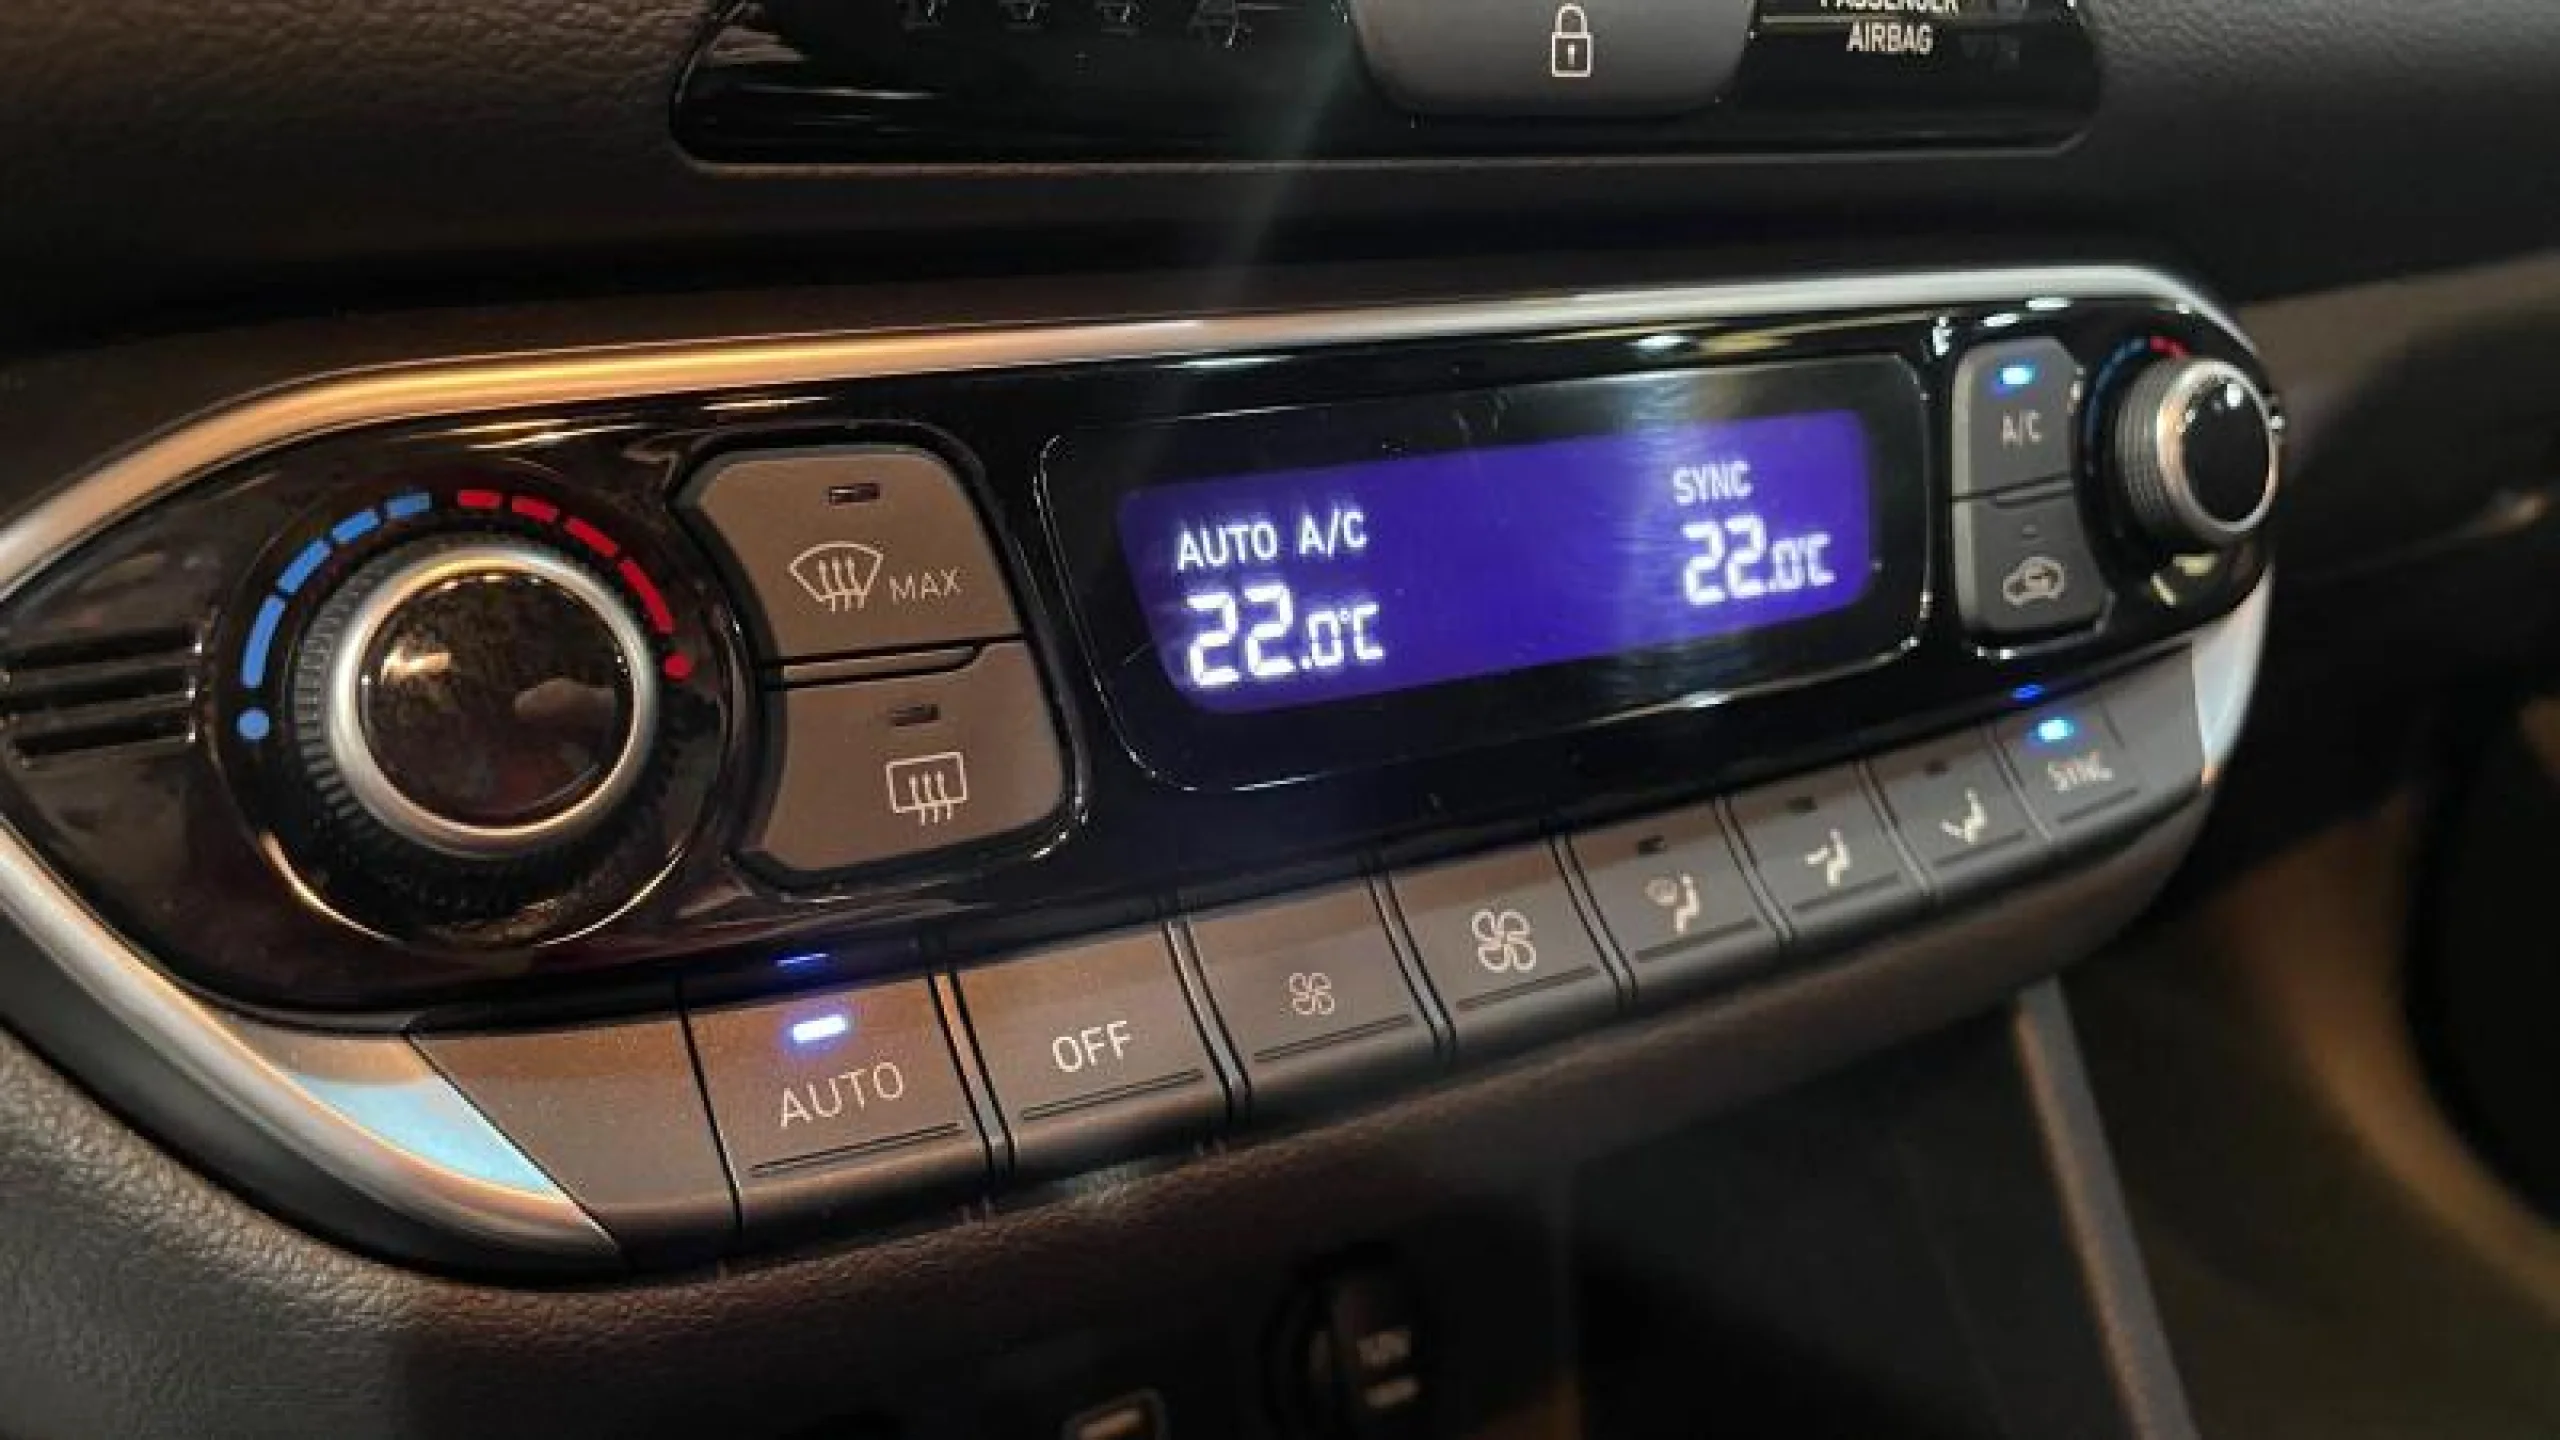 PASSENGER
AIRBAG
MAX
AUTO A/C
22.0°C
SYNC
22.0°C
A/C
AUTO
OFF
SYNC